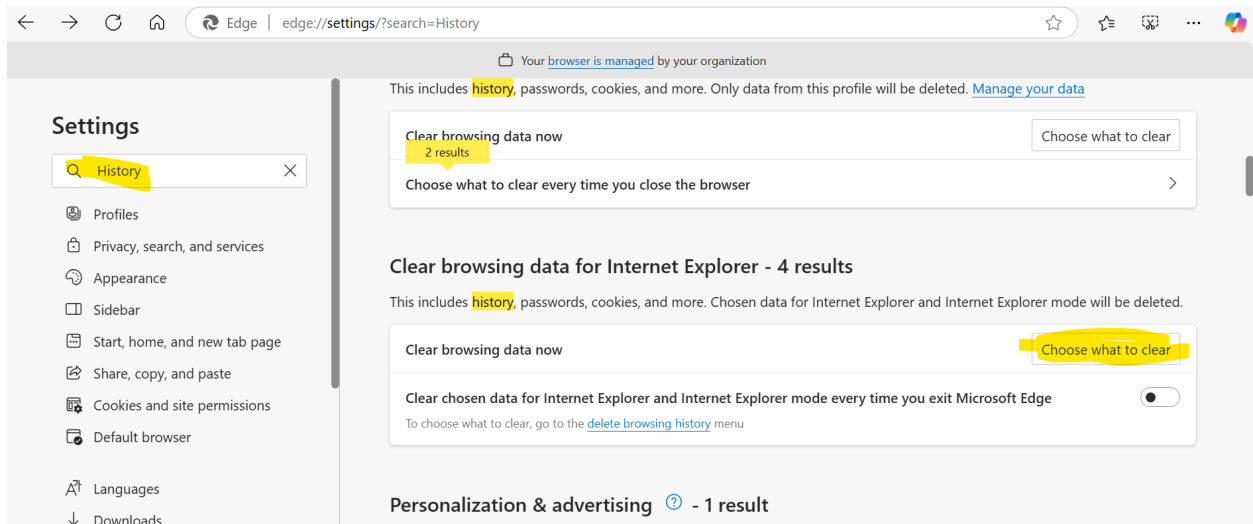 Edge | edge://settings/?search=History
Your browser is managed by your organization
Settings
History
Profiles
Privacy, search, and services
Appearance
Sidebar
Start, home, and new tab page
Share, copy, and paste
Cookies and site permissions
Default browser
Languages
Downloads
This includes history, passwords, cookies, and more. Only data from this profile will be deleted. Manage your data
Clear browsing data now
Choose what to clear
2 results
Choose what to clear every time you close the browser
Clear browsing data for Internet Explorer - 4 results
This includes history, passwords, cookies, and more. Chosen data for Internet Explorer and Internet Explorer mode will be deleted.
Clear browsing data now
Choose what to clear
Clear chosen data for Internet Explorer and Internet Explorer mode every time you exit Microsoft Edge
To choose what to clear, go to the delete browsing history menu
Personalization & advertising ? - 1 result